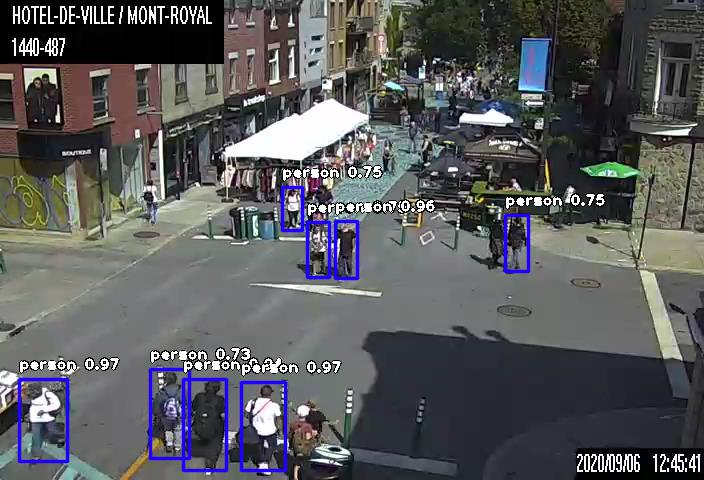 HOTEL-DE-VILLE / MONT-ROYAL
1440-487
BOUTIQUE
person 0.75
person 0.96
person 0.75
person 0.97
person 0.73
person 0.97
2020/09/06 12:45:41